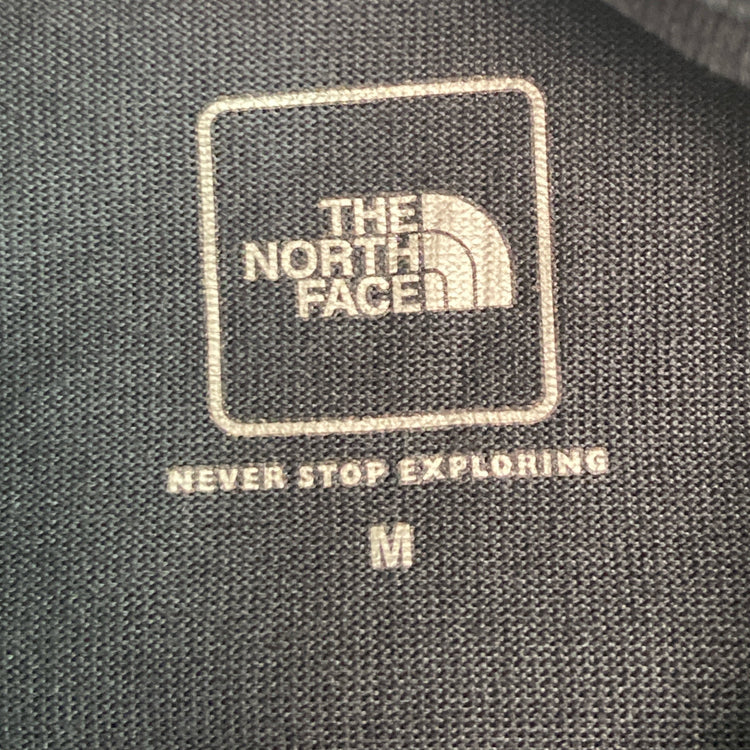 THE
NORTH
FACE
NEVER STOP EXPLORING
M